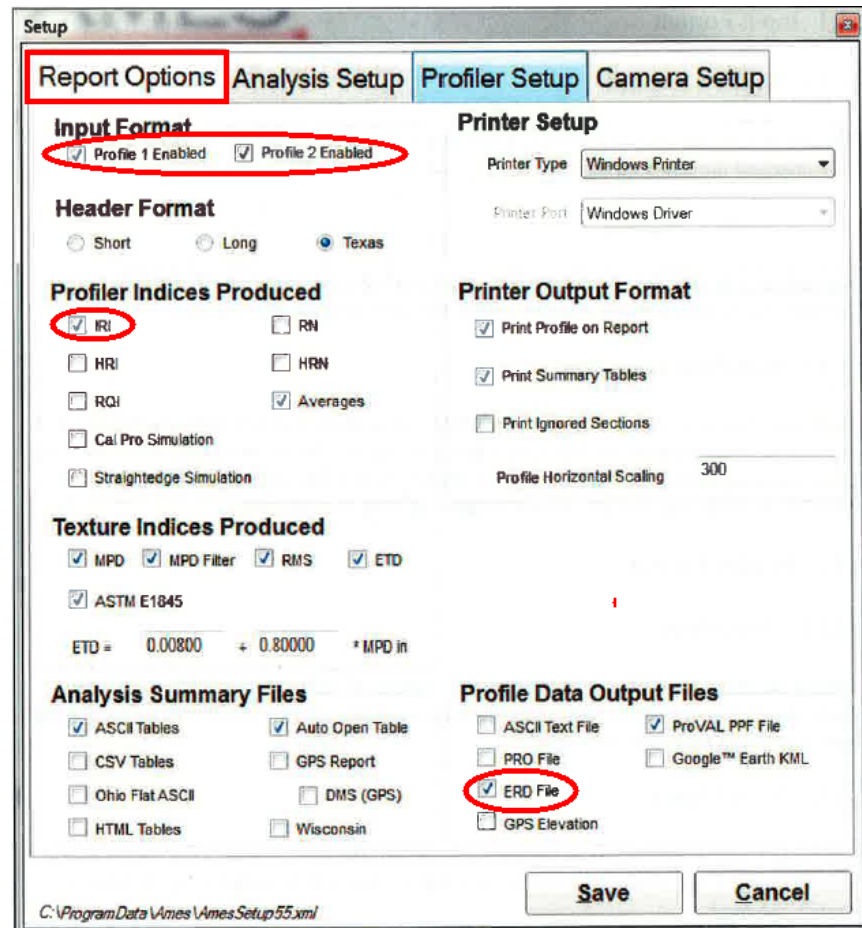 Setup
Report Options Analysis Setup Profiler Setup Camera Setup
Input Format
Profile 1 Enabled Profile 2 Enabled
Header Format
Short Long Texas
Profiler Indices Produced
IRI RN
HRI HRN
RQI Averages
Cal Pro Simulation
Straightedge Simulation
Texture Indices Produced
MPD MPD Filter RMS ETD
ASTM E1845
ETD = 0.00800 + 0.80000 * MPD in
Analysis Summary Files
ASCII Tables Auto Open Table
CSV Tables GPS Report
Ohio Flat ASCII DMS (GPS)
HTML Tables Wisconsin
Printer Setup
Printer Type Windows Printer
Printer Port Windows Driver
Printer Output Format
Print Profile on Report
Print Summary Tables
Print Ignored Sections
Profile Horizontal Scaling 300
Profile Data Output Files
ASCII Text File ProVAL PPF File
PRO File Google™ Earth KML
ERD File
GPS Elevation
Save Cancel
C:\ProgramData\Ames\AmesSetup55.xml